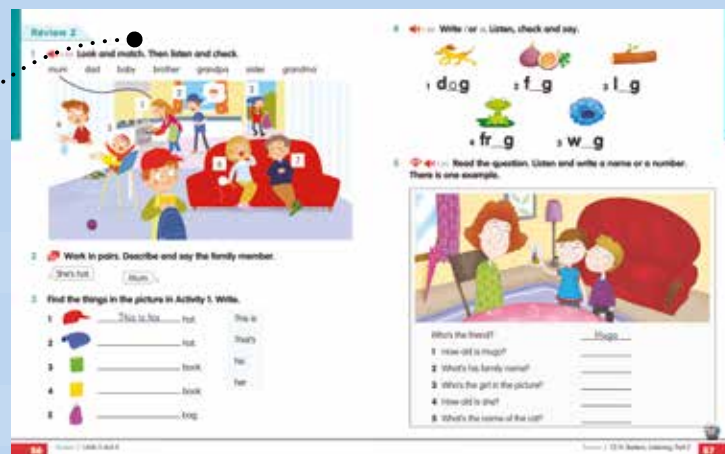 Review 2
1 Look and match. Then listen and check.
mum dad baby brother grandpa sister grandma
1
2
3
6
7
2 Work in pairs. Describe and say the family member.
She's hot
Mum
3 Find the things in the picture in Activity 1. Write.
1 This is his hat This is
2 hat That's
3 book his
4 book her
5 bag
56
4 Write i or o. Listen, check and say.
1 dog 2 f_g 3 l_g
4 fr_g 5 w_g
5 Read the question. Listen and write a name or a number.
There is one example.
Who's the friend? Hugo
1 How old is Hugo?
2 What's his family name?
3 Who's the girl in the picture?
4 How old is she?
5 What's the name of the cat?
57